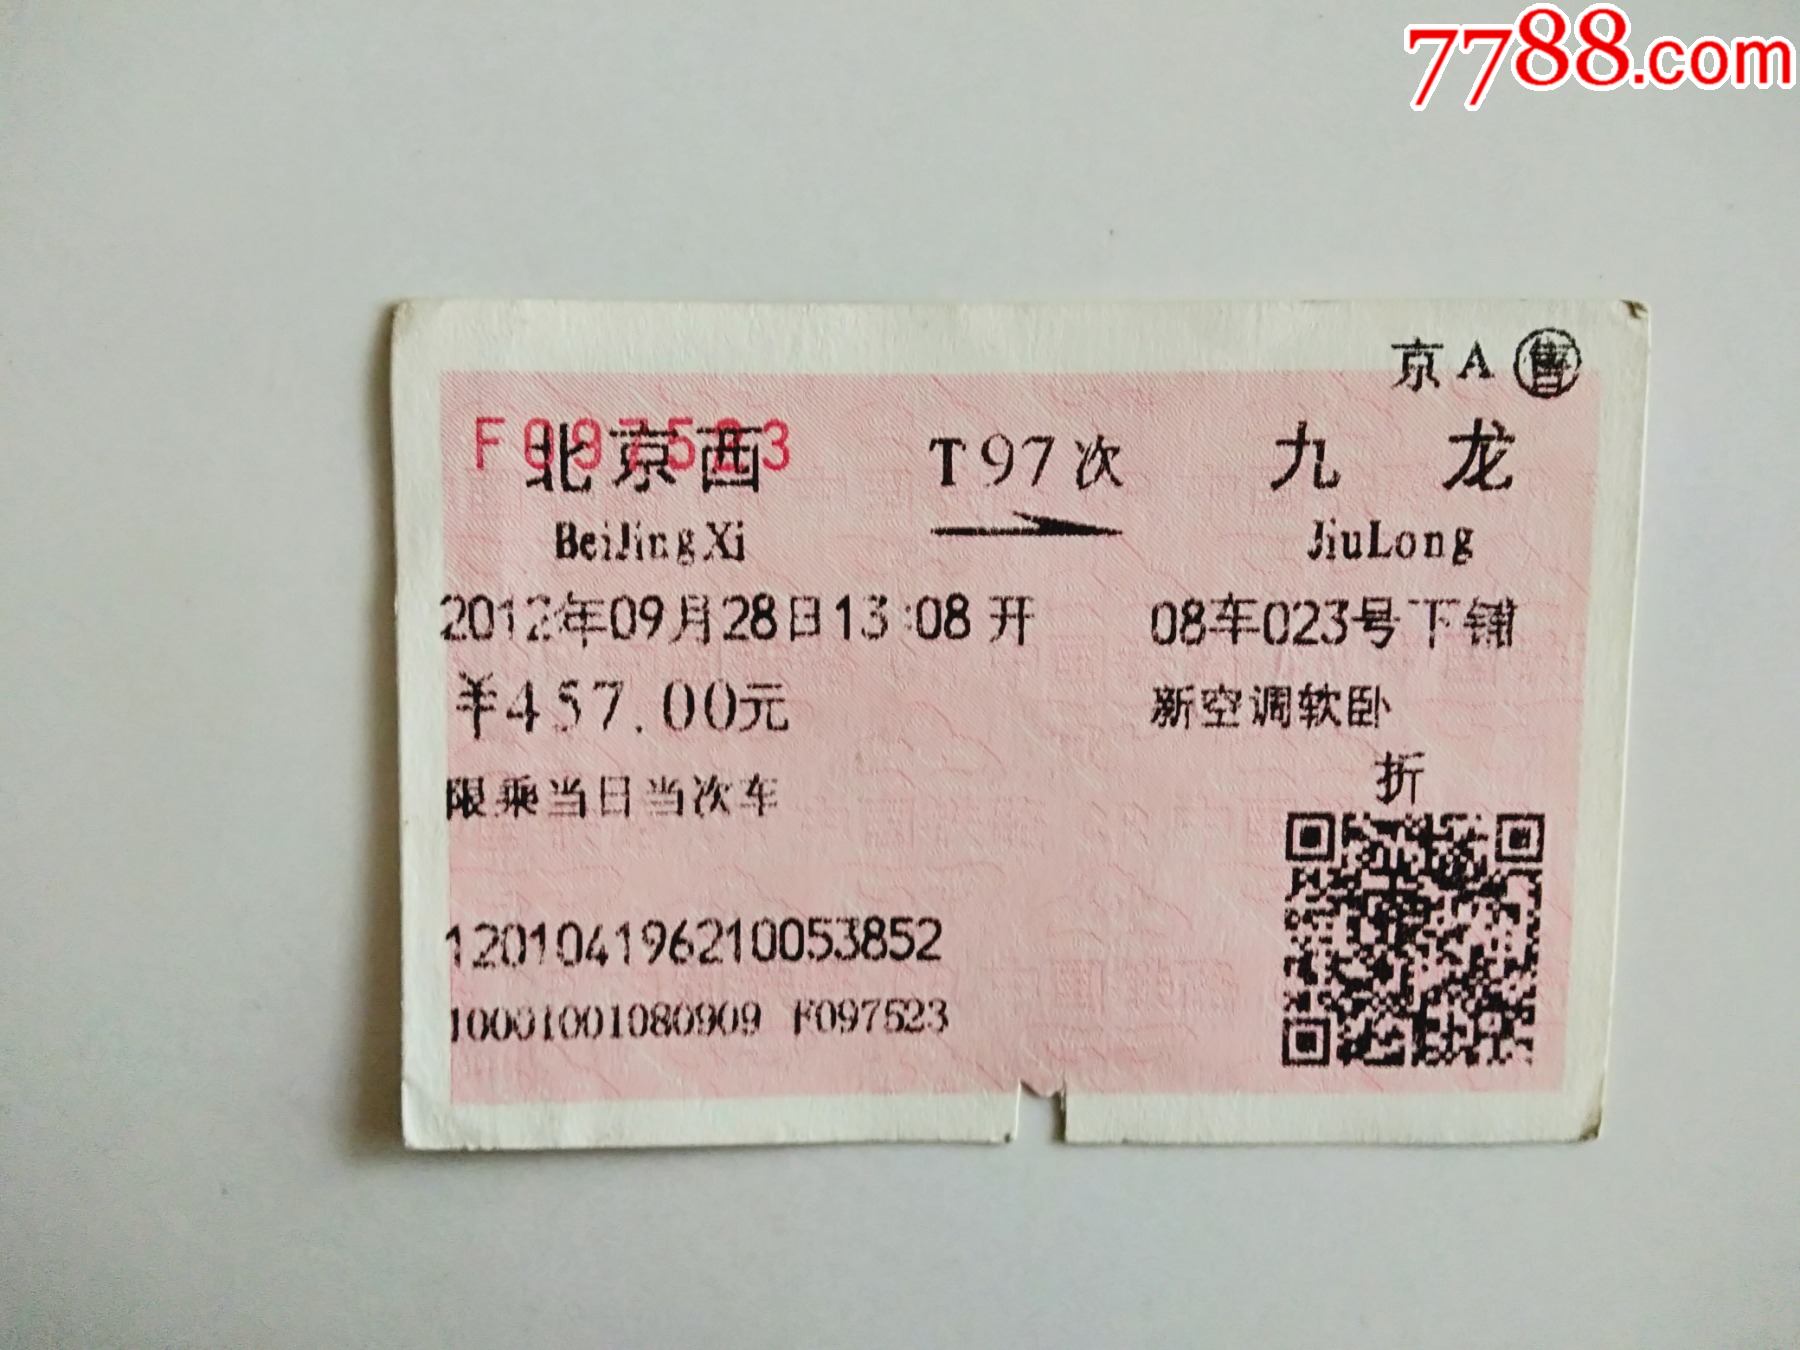 7788.com
京A售
F097523
北京西 T97次 九龙
BeiJingXi JiuLong
2012年09月28日13:08开 08车023号下铺
￥457.00元 新空调软卧
折
限乘当日当次车
120104196210053852
10001001080909 F097523